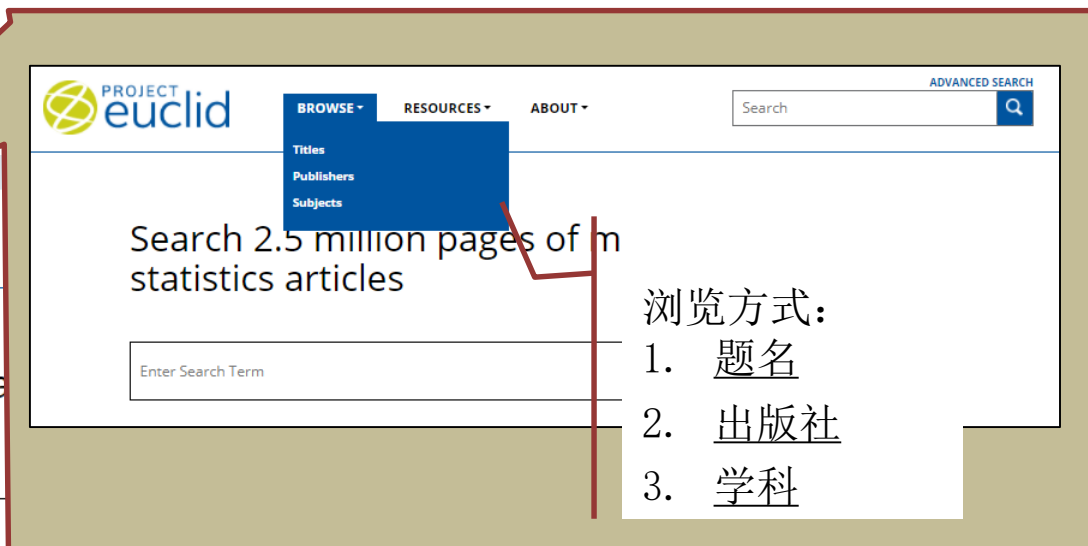 PROJECT
euclid
BROWSE
RESOURCES
ABOUT
ADVANCED SEARCH
Search
Titles
Publishers
Subjects
Search 2.5 million pages of m
statistics articles
Enter Search Term
浏览方式:
1. 题名
2. 出版社
3. 学科